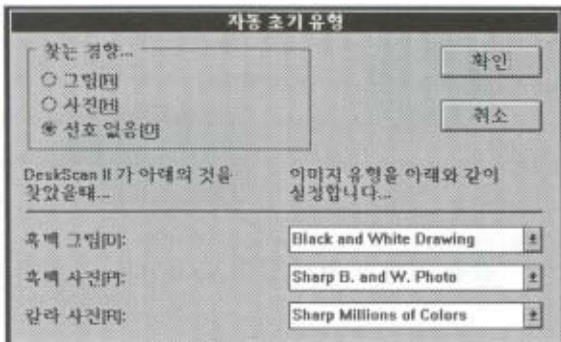 자동 초기 유형
찾는 경향...
그림[H]
사진[H]
선호 없음[O]
확인
취소
DeskScan II 가 아래의 것을
찾았을때...
이미지 유형을 아래와 같이
설정합니다...
흑백 그림[D]:
Black and White Drawing
흑백 사진[P]:
Sharp B. and W. Photo
칼라 사진[R]:
Sharp Millions of Colors